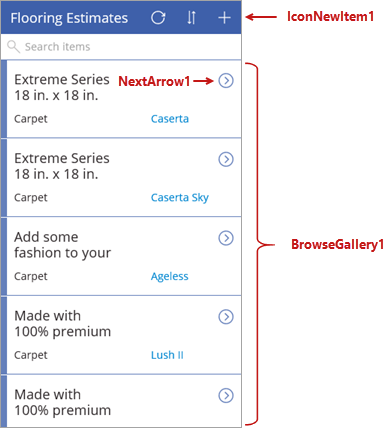 Flooring Estimates
IconNewItem1
Search items
Extreme Series
18 in. x 18 in.
NextArrow1
Carpet Caserta
Extreme Series
18 in. x 18 in.
Carpet Caserta Sky
BrowseGallery1
Add some
fashion to your
Carpet Ageless
Made with
100% premium
Carpet Lush II
Made with
100% premium